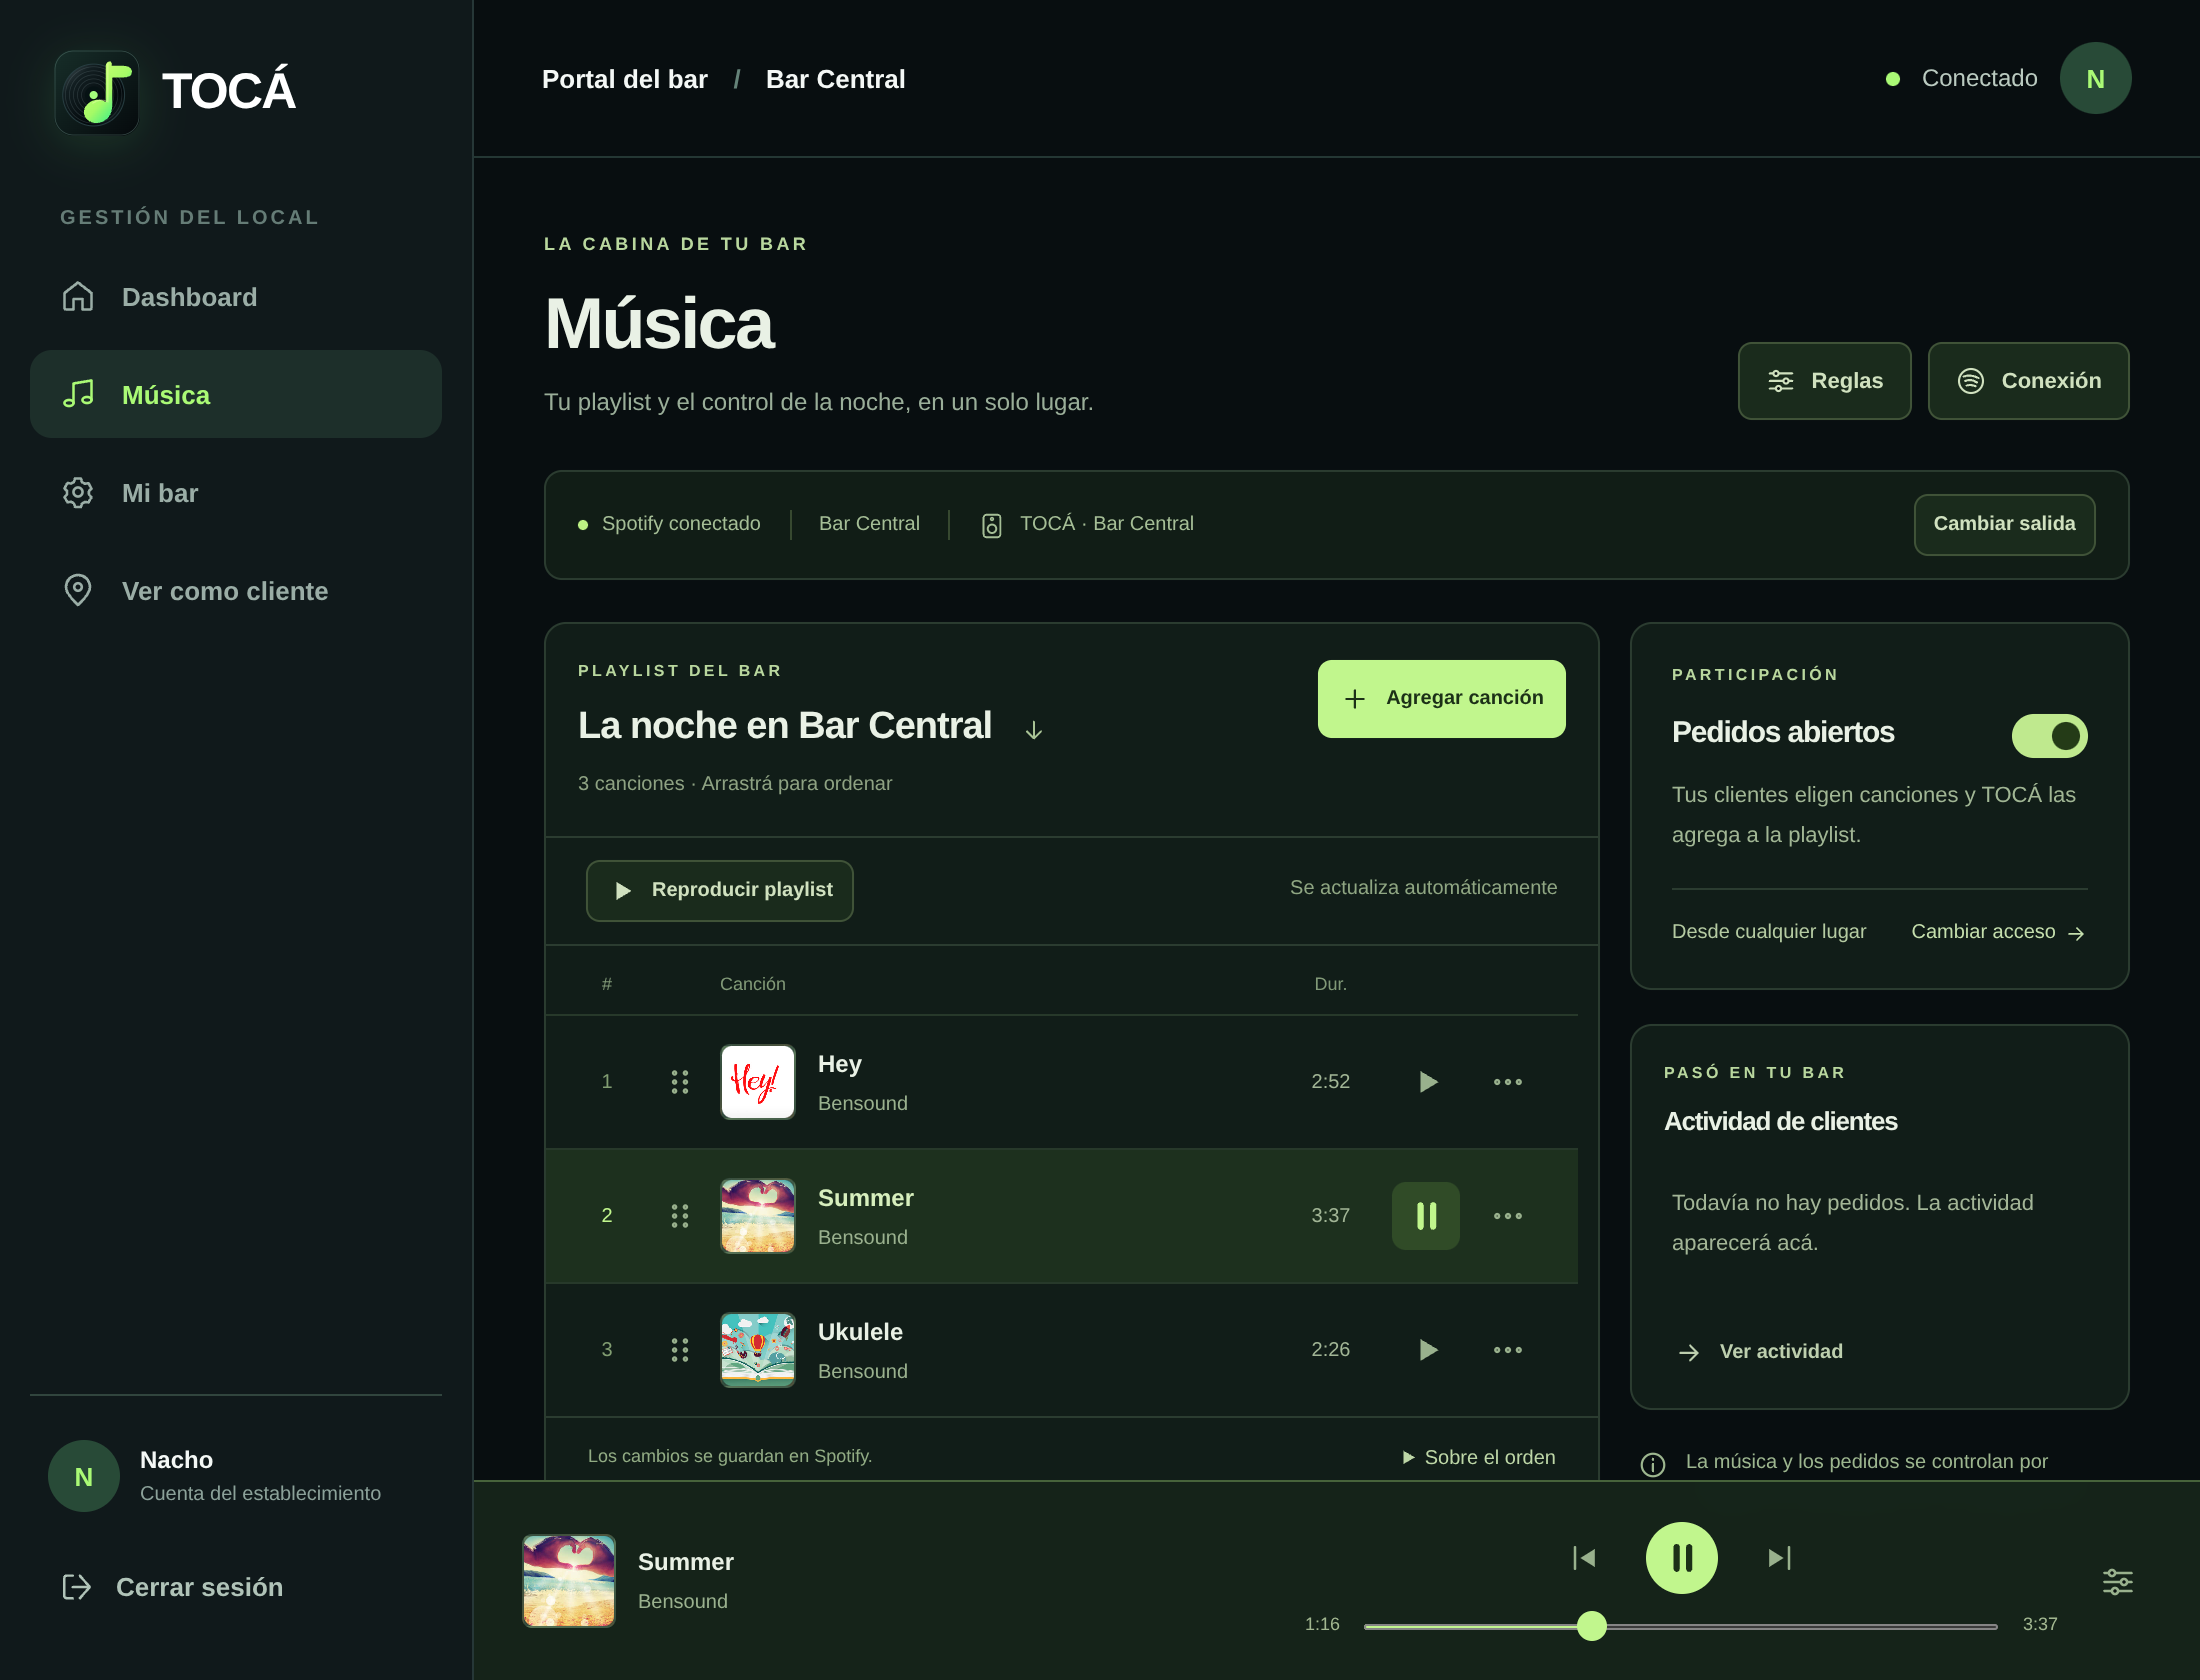 TOCÁ
GESTIÓN DEL LOCAL
Dashboard
Música
Mi bar
Ver como cliente
N
Nacho
Cuenta del establecimiento
Cerrar sesión
Portal del bar / Bar Central
Conectado
N
LA CABINA DE TU BAR
Música
Tu playlist y el control de la noche, en un solo lugar.
Reglas
Conexión
Spotify conectado
Bar Central
TOCÁ · Bar Central
Cambiar salida
PLAYLIST DEL BAR
La noche en Bar Central
3 canciones · Arrastrá para ordenar
Agregar canción
Reproducir playlist
Se actualiza automáticamente
# Canción Dur.
1
Hey!
Hey
Bensound
2:52
2
Summer
Bensound
3:37
3
Ukulele
Bensound
2:26
Los cambios se guardan en Spotify.
Sobre el orden
PARTICIPACIÓN
Pedidos abiertos
Tus clientes eligen canciones y TOCÁ las
agrega a la playlist.
Desde cualquier lugar
Cambiar acceso
PASÓ EN TU BAR
Actividad de clientes
Todavía no hay pedidos. La actividad
aparecerá acá.
Ver actividad
La música y los pedidos se controlan por
Summer
Bensound
1:16
3:37